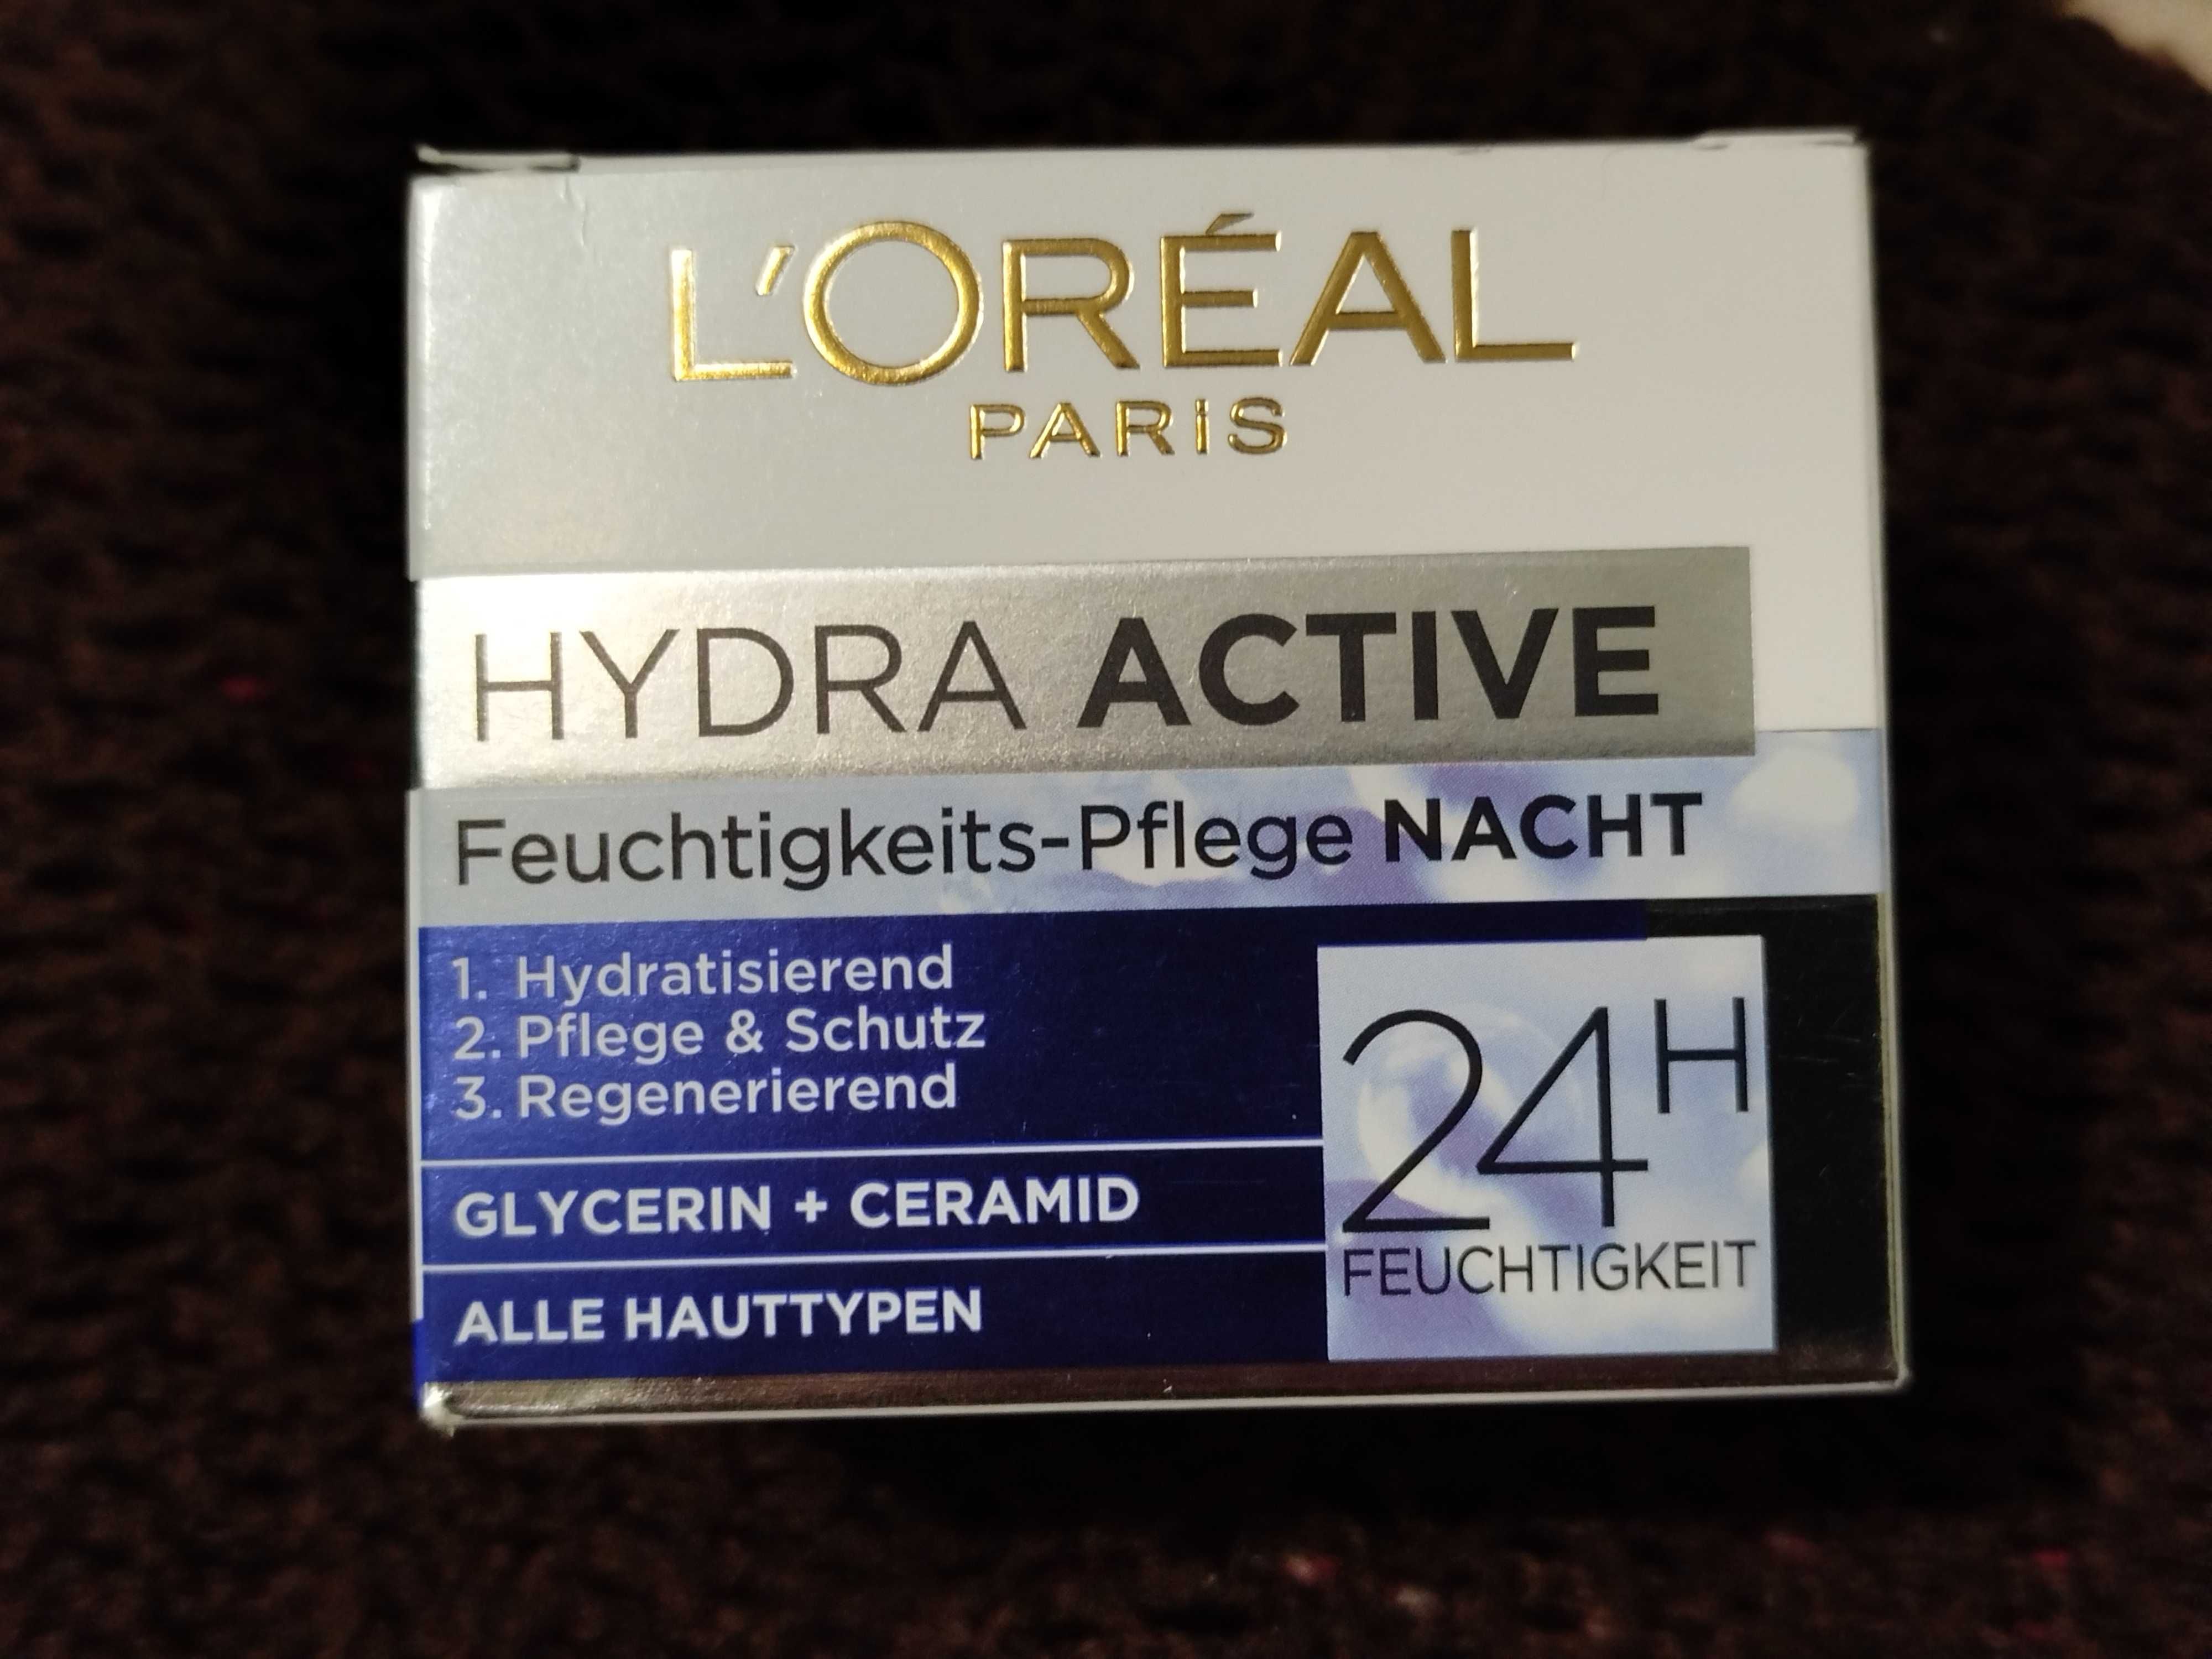 L'ORÉAL
PARiS
HYDRA ACTIVE
Feuchtigkeits-Pflege NACHT
1. Hydratisierend
2. Pflege & Schutz
3. Regenerierend
GLYCERIN + CERAMID
ALLE HAUTTYPEN
24H
FEUCHTIGKEIT